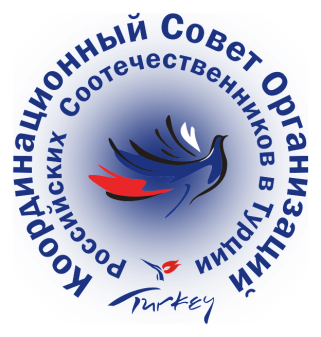 Координационный Совет Организаций
Российских Соотечественников в Турции
Turkey